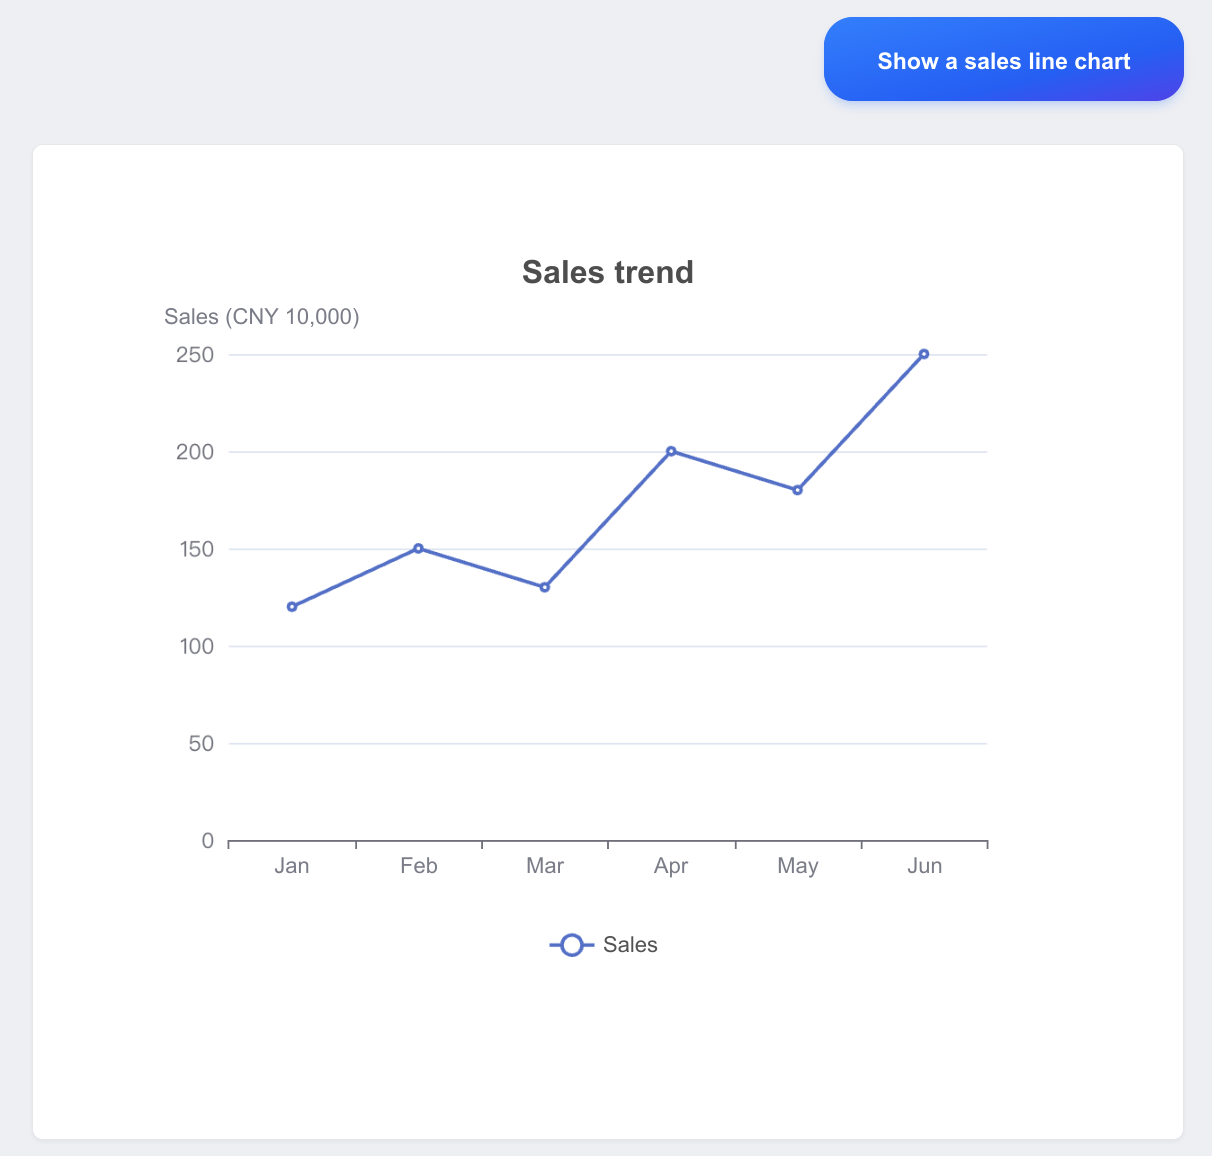 Show a sales line chart
Sales trend
Sales (CNY 10,000)
250
200
150
100
50
0
Jan Feb Mar Apr May Jun
Sales